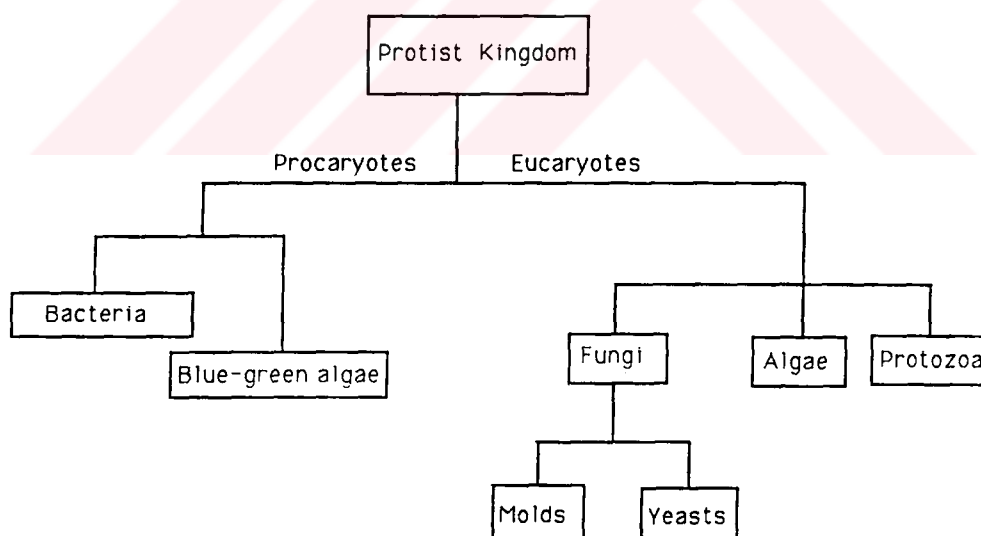 Protist Kingdom
Procaryotes Eucaryotes
Bacteria
Blue-green algae
Fungi
Algae
Protozoa
Molds
Yeasts